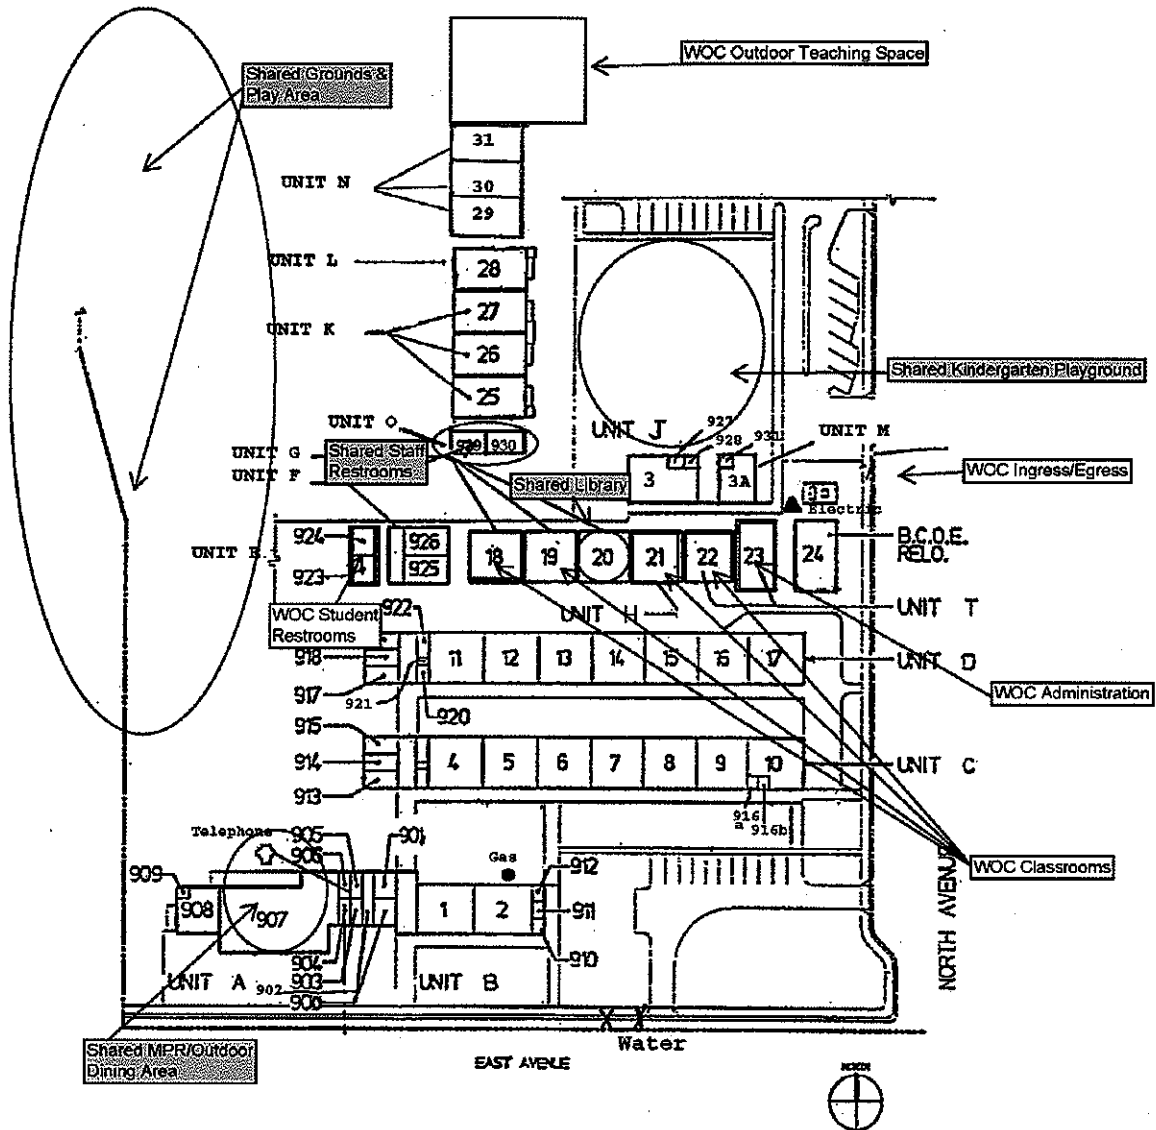 WOC Outdoor Teaching Space
Shared Grounds &
Play Area
31
UNIT N
30
29
UNIT L
28
27
UNIT K
26
Shared Kindergarten Playground
25
UNIT O
927
UNIT J
928
931
UNIT M
UNIT G
Shared Staff
Restrooms
929
930
UNIT F
WOC Ingress/Egress
3
3A
Shared Library
Electric
924
926
B.C.O.E.
RELO.
UNIT E
18
19
20
21
22
23
24
923
925
WOC Student
Restrooms
922
UNIT H
UNIT T
918
11
12
13
14
15
16
17
UNIT D
917
921
920
WOC Administration
915
914
4
5
6
7
8
9
10
UNIT C
913
916
a
916b
Telephone
905
901
906
Gas
912
WOC Classrooms
909
908
907
1
2
911
904
910
UNIT A
903
UNIT B
902
900
NORTH AVENUE
Water
Shared MPR/Outdoor
Dining Area
EAST AVENUE